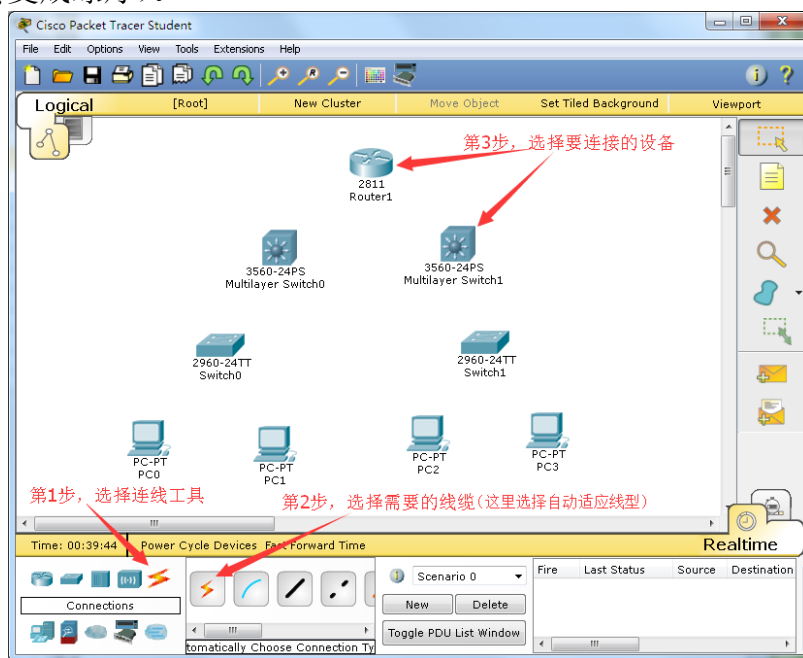 Cisco Packet Tracer Student
File Edit Options View Tools Extensions Help
Logical [Root] New Cluster Move Object Set Tiled Background Viewport
第3步，选择要连接的设备
2811
Router1
3560-24PS
Multilayer Switch0
3560-24PS
Multilayer Switch1
2960-24TT
Switch0
2960-24TT
Switch1
PC-PT
PC0
PC-PT
PC1
PC-PT
PC2
PC-PT
PC3
第1步，选择连线工具
第2步，选择需要的线缆(这里选择自动适应线型)
Time: 00:39:44 Power Cycle Devices Fast Forward Time Realtime
Connections
Scenario 0
New Delete
Toggle PDU List Window
Fire Last Status Source Destination
tomatically Choose Connection Ty